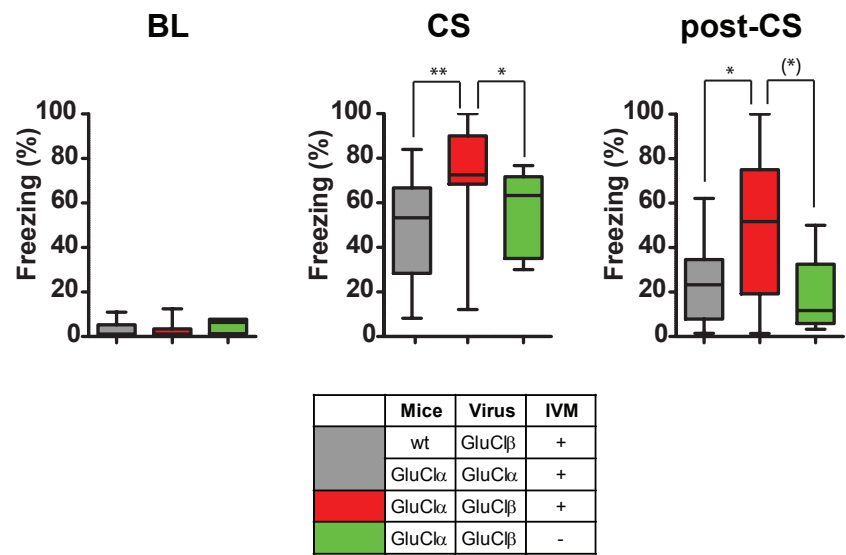 BL CS post-CS
** * * (*)
100 100 100
80 80 80
60 60 60
40 40 40
20 20 20
0 0 0
Freezing (%) Freezing (%) Freezing (%)
Mice Virus IVM
wt GluClβ +
GluClα GluClα +
GluClα GluClβ +
GluClα GluClβ -